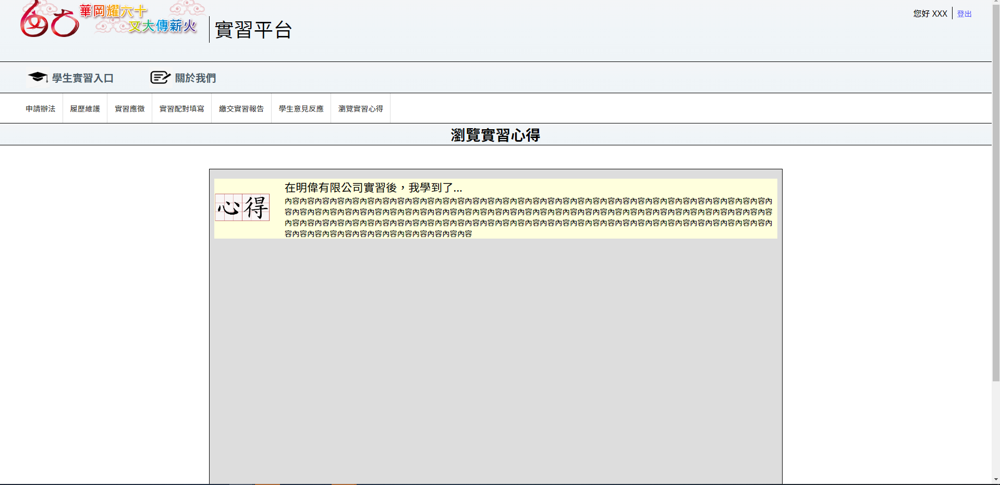 60 華岡耀六十
文大傳薪火
實習平台
您好 XXX 登出
學生實習入口 關於我們
申請辦法 履歷維護 實習應徵 實習配對填寫 繳交實習報告 學生意見反應 瀏覽實習心得
瀏覽實習心得
心得
在明偉有限公司實習後，我學到了...
內容內容內容內容內容內容內容內容內容內容內容內容內容內容內容內容內容內容內容內容內容內容內容內容內容內容內容內容內容內容內容內容內
容內容內容內容內容內容內容內容內容內容內容內容內容內容內容內容內容內容內容內容內容內容內容內容內容內容內容內容內容內容內容內容內容
內容內容內容內容內容內容內容內容內容內容內容內容內容內容內容內容內容內容內容內容內容內容內容內容內容內容內容內容內容內容內容內容內
容內容內容內容內容內容內容內容內容內容內容內容內容